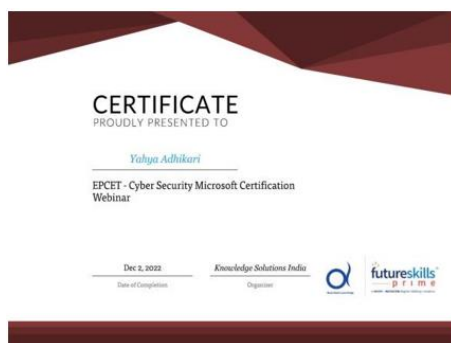 CERTIFICATE
PROUDLY PRESENTED TO
Yahya Adhikari
EPCET - Cyber Security Microsoft Certification
Webinar
Dec 2, 2022
Knowledge Solutions India
Date of Completion
Organizer
futureskills
prime